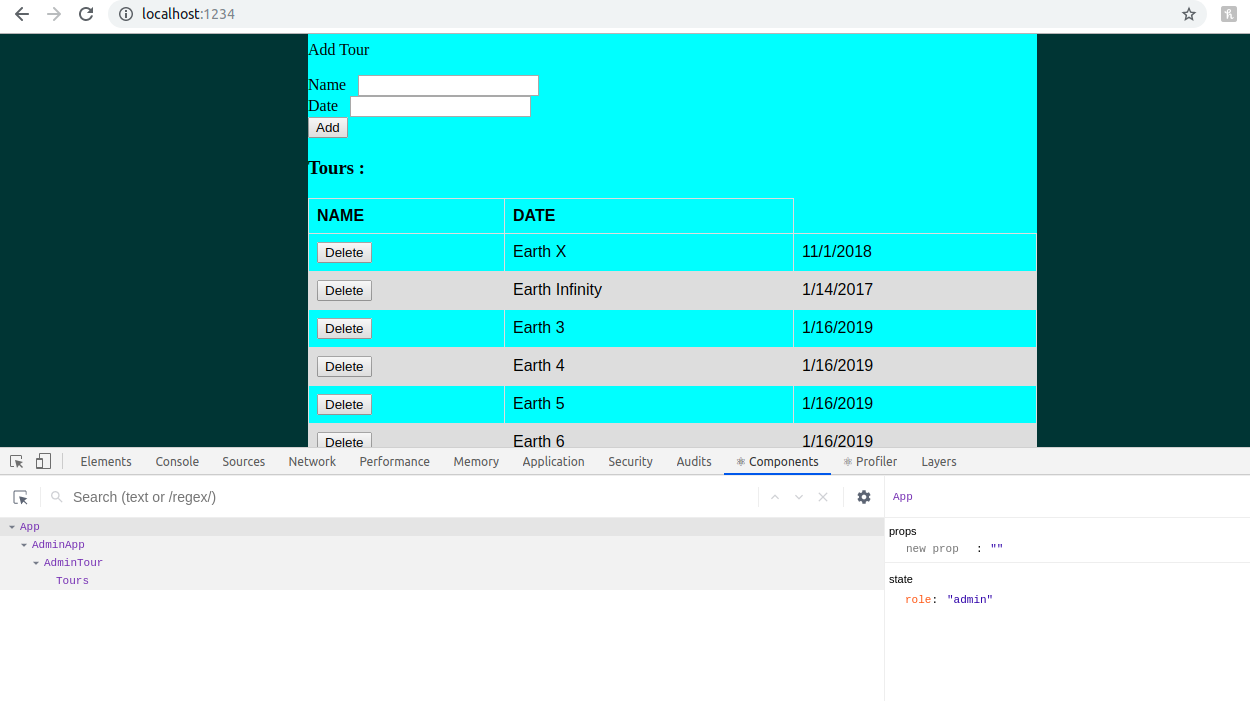 localhost:1234
Add Tour
Name
Date
Add
Tours :
NAME DATE
Delete Earth X 11/1/2018
Delete Earth Infinity 1/14/2017
Delete Earth 3 1/16/2019
Delete Earth 4 1/16/2019
Delete Earth 5 1/16/2019
Delete Earth 6 1/16/2019
Elements Console Sources Network Performance Memory Application Security Audits Components Profiler Layers
Search (text or /regex/)
App
App
AdminApp
AdminTour
Tours
props
new prop : ""
state
role: "admin"